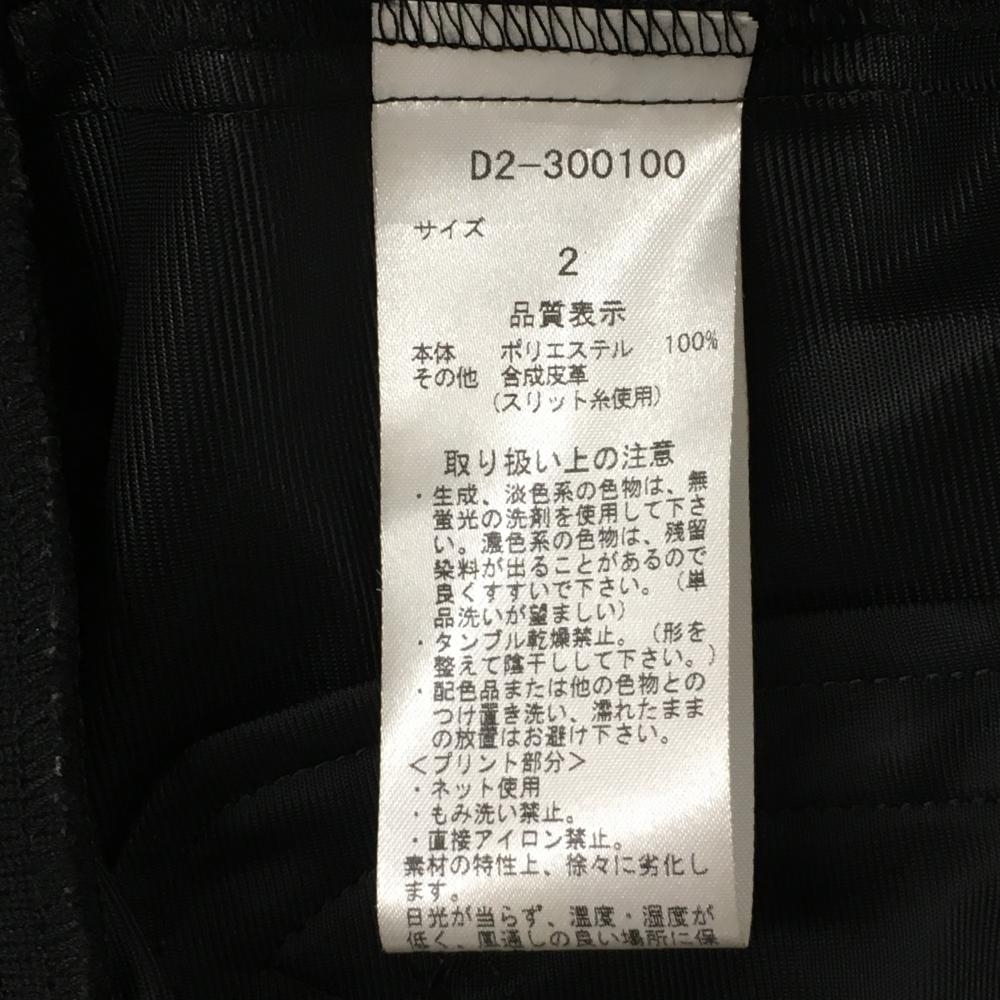 D2-300100
サイズ
2
品質表示
本体 ポリエステル 100%
その他 合成皮革
(スリット糸使用)
取り扱い上の注意
・生成、淡色系の色物は、無
蛍光の洗剤を使用して下さ
い。濃色系の色物は、残留
染料が出ることがあるので
良くすすいで下さい。(単
品洗いが望ましい)
・タンブル乾燥禁止。(形を
整えて陰干しして下さい。)
・配色品または他の色物との
つけ置き洗い、濡れたまま
の放置はお避け下さい。
<プリント部分>
・ネット使用
・もみ洗い禁止。
・直接アイロン禁止。
素材の特性上、徐々に劣化し
ます。
日光が当らず、温度・湿度が
低く、風通しの良い場所に保